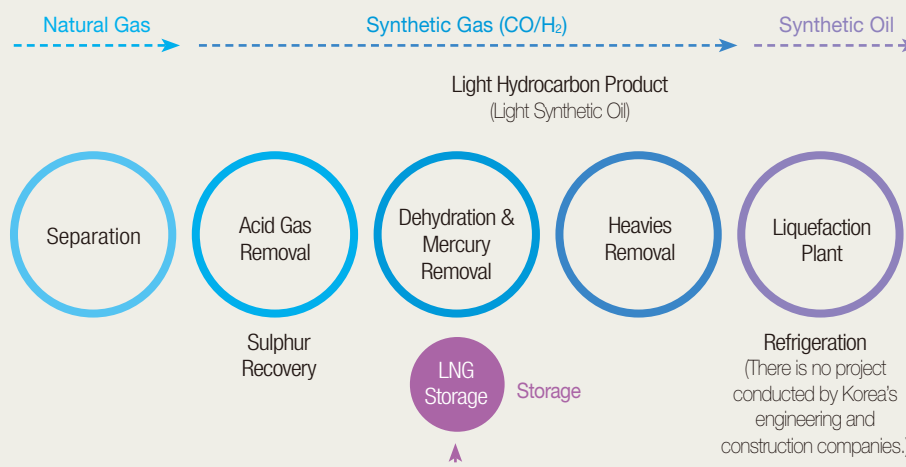 Natural Gas
Synthetic Gas (CO/H₂)
Synthetic Oil
Light Hydrocarbon Product
(Light Synthetic Oil)
Separation
Acid Gas
Removal
Dehydration &
Mercury
Removal
Heavies
Removal
Liquefaction
Plant
Sulphur
Recovery
LNG
Storage
Storage
Refrigeration
(There is no project
conducted by Korea's
engineering and
construction companies.)